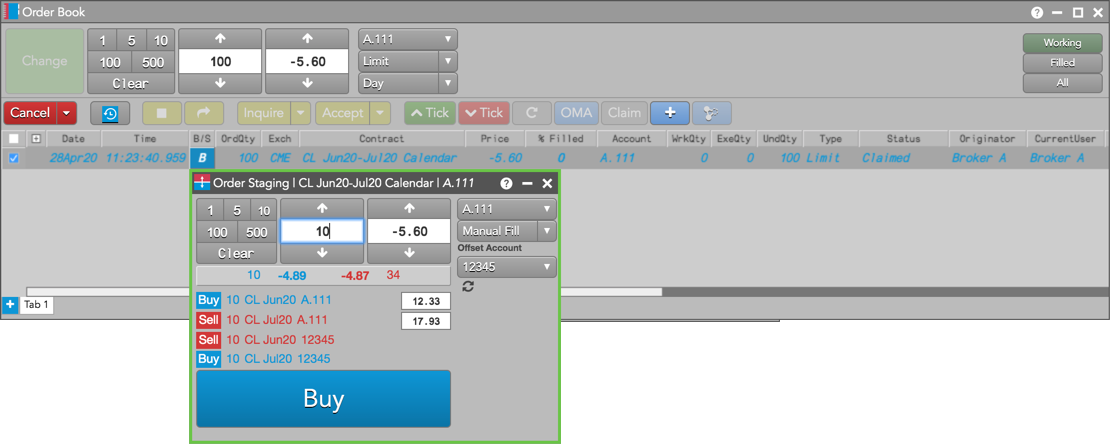 Order Book
1 5 10 A.111
Change 100 500 100 -5.60 Limit
Clear Day
Working
Filled
All
Cancel Inquire Accept Tick Tick OMA Claim
Date Time B/S OrdQty Exch Contract Price % Filled Account WrkQty ExeQty UndQty Type Status Originator CurrentUser
28Apr20 11:23:40.959 B 100 CME CL Jun20-Jul20 Calendar -5.60 0 A.111 0 0 100 Limit Claimed Broker A Broker A
Order Staging | CL Jun20-Jul20 Calendar | A.111
1 5 10 A.111
100 500 10 -5.60 Manual Fill
Clear Offset Account
12345
10 -4.89 -4.87 34
Buy 10 CL Jun20 A.111 12.33
Sell 10 CL Jul20 A.111 17.93
Sell 10 CL Jun20 12345
Buy 10 CL Jul20 12345
Buy
Tab 1